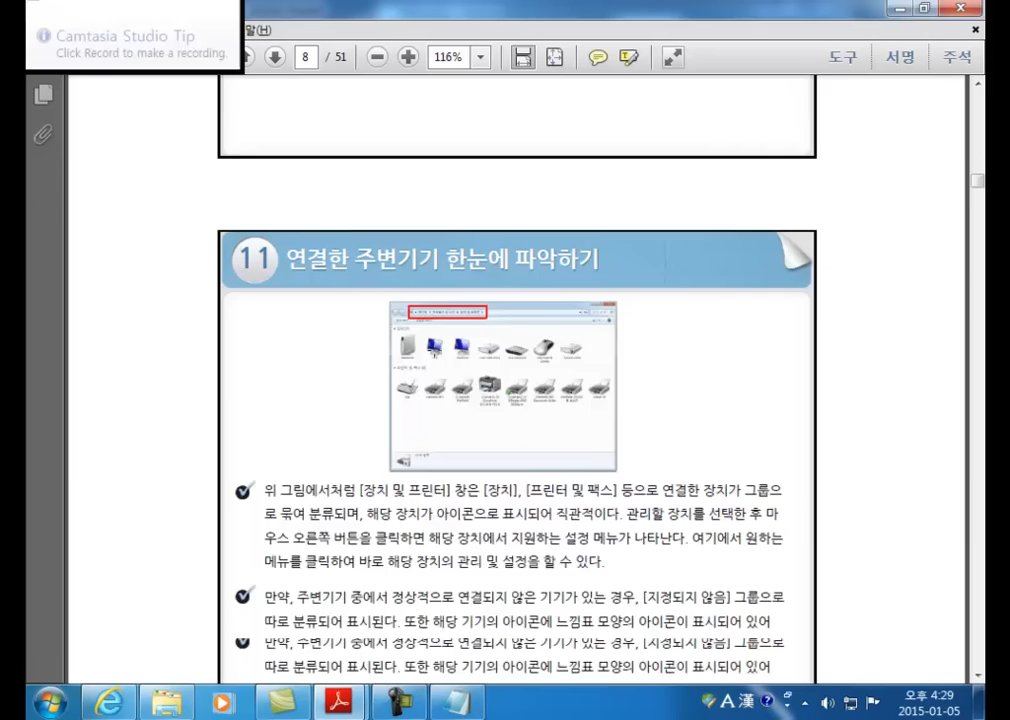 Camtasia Studio Tip
Click Record to make a recording.
말(H)
8 / 51
116%
도구 서명 주석
11 연결한 주변기기 한눈에 파악하기
위 그림에서처럼 [장치 및 프린터] 창은 [장치], [프린터 및 팩스] 등으로 연결한 장치가 그룹으
로 묶여 분류되며, 해당 장치가 아이콘으로 표시되어 직관적이다. 관리할 장치를 선택한 후 마
우스 오른쪽 버튼을 클릭하면 해당 장치에서 지원하는 설정 메뉴가 나타난다. 여기에서 원하는
메뉴를 클릭하여 바로 해당 장치의 관리 및 설정을 할 수 있다.
만약, 주변기기 중에서 정상적으로 연결되지 않은 기기가 있는 경우, [지정되지 않음] 그룹으로
따로 분류되어 표시된다. 또한 해당 기기의 아이콘에 느낌표 모양의 아이콘이 표시되어 있어
만약, 주변기기 중에서 정상적으로 연결되지 않은 기기가 있는 경우, [지정되지 않음] 그룹으로
따로 분류되어 표시된다. 또한 해당 기기의 아이콘에 느낌표 모양의 아이콘이 표시되어 있어
A 漢
오후 4:29
2015-01-05